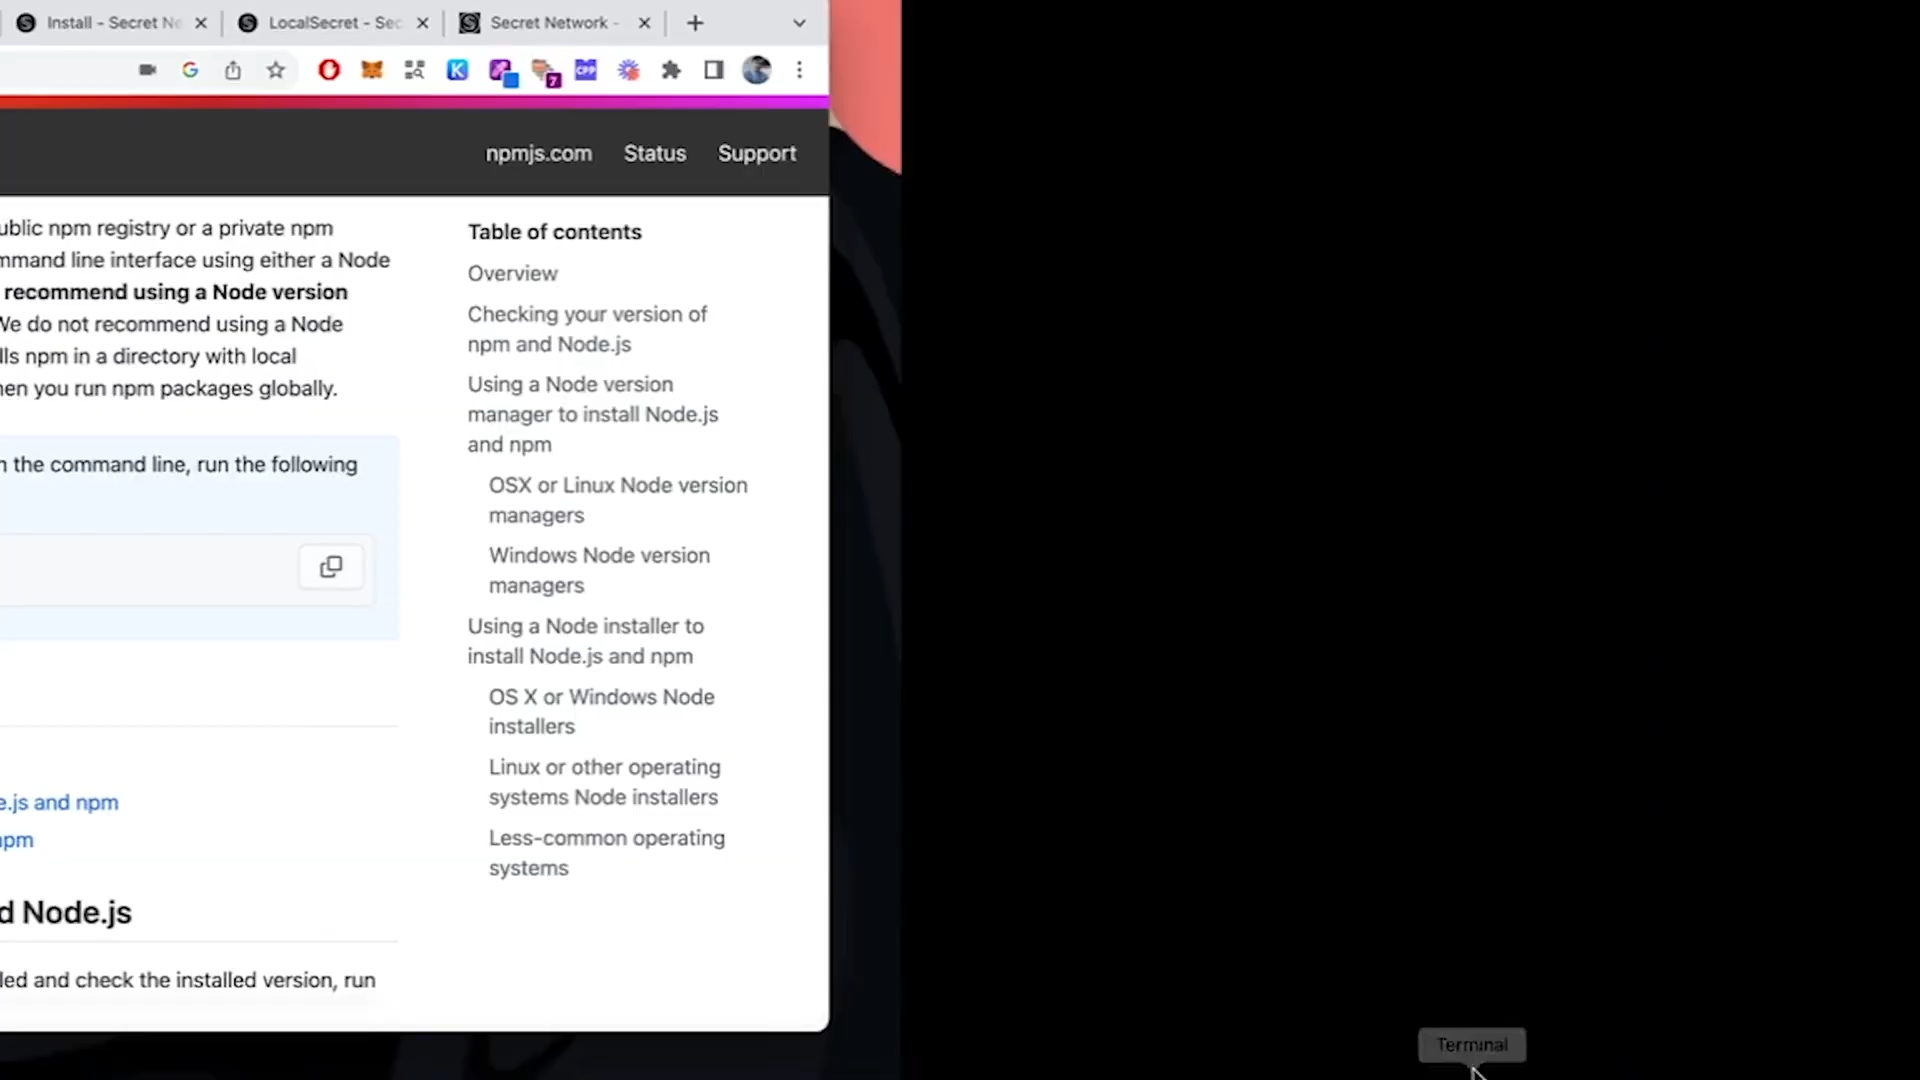 Install - Secret Ne
LocalSecret - Sec
Secret Network -
7
npmjs.com
Status
Support
ublic npm registry or a private npm
mmand line interface using either a Node
recommend using a Node version
We do not recommend using a Node
lls npm in a directory with local
hen you run npm packages globally.
n the command line, run the following
e.js and npm
npm
d Node.js
led and check the installed version, run
Table of contents
Overview
Checking your version of
npm and Node.js
Using a Node version
manager to install Node.js
and npm
OSX or Linux Node version
managers
Windows Node version
managers
Using a Node installer to
install Node.js and npm
OS X or Windows Node
installers
Linux or other operating
systems Node installers
Less-common operating
systems
Terminal